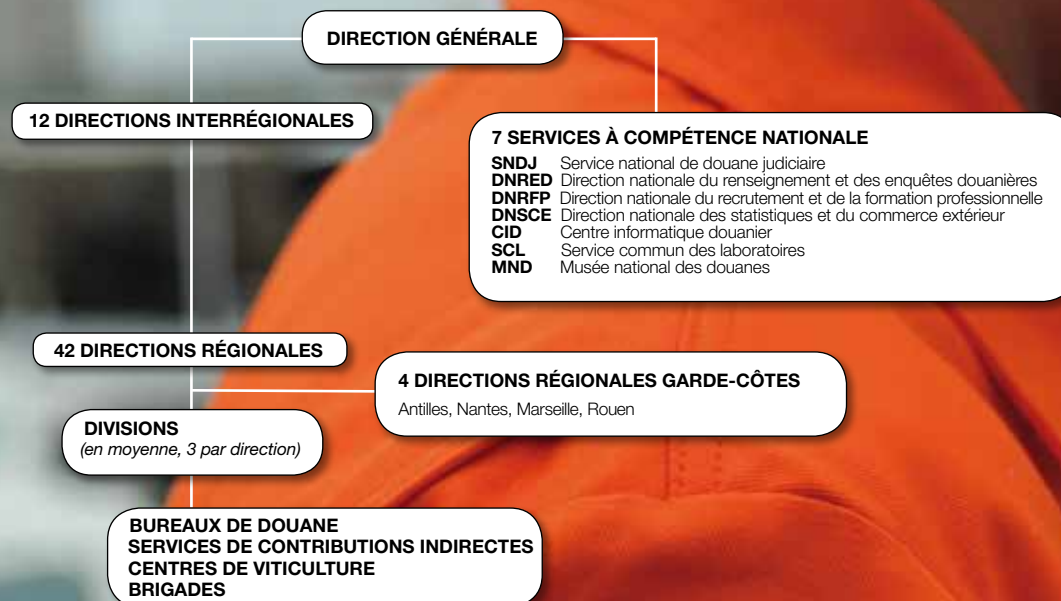 DIRECTION GÉNÉRALE
12 DIRECTIONS INTERRÉGIONALES
7 SERVICES À COMPÉTENCE NATIONALE
SNDJ Service national de douane judiciaire
DNRED Direction nationale du renseignement et des enquêtes douanières
DNRFP Direction nationale du recrutement et de la formation professionnelle
DNSCE Direction nationale des statistiques et du commerce extérieur
CID Centre informatique douanier
SCL Service commun des laboratoires
MND Musée national des douanes
42 DIRECTIONS RÉGIONALES
4 DIRECTIONS RÉGIONALES GARDE-CÔTES
Antilles, Nantes, Marseille, Rouen
DIVISIONS
(en moyenne, 3 par direction)
BUREAUX DE DOUANE
SERVICES DE CONTRIBUTIONS INDIRECTES
CENTRES DE VITICULTURE
BRIGADES